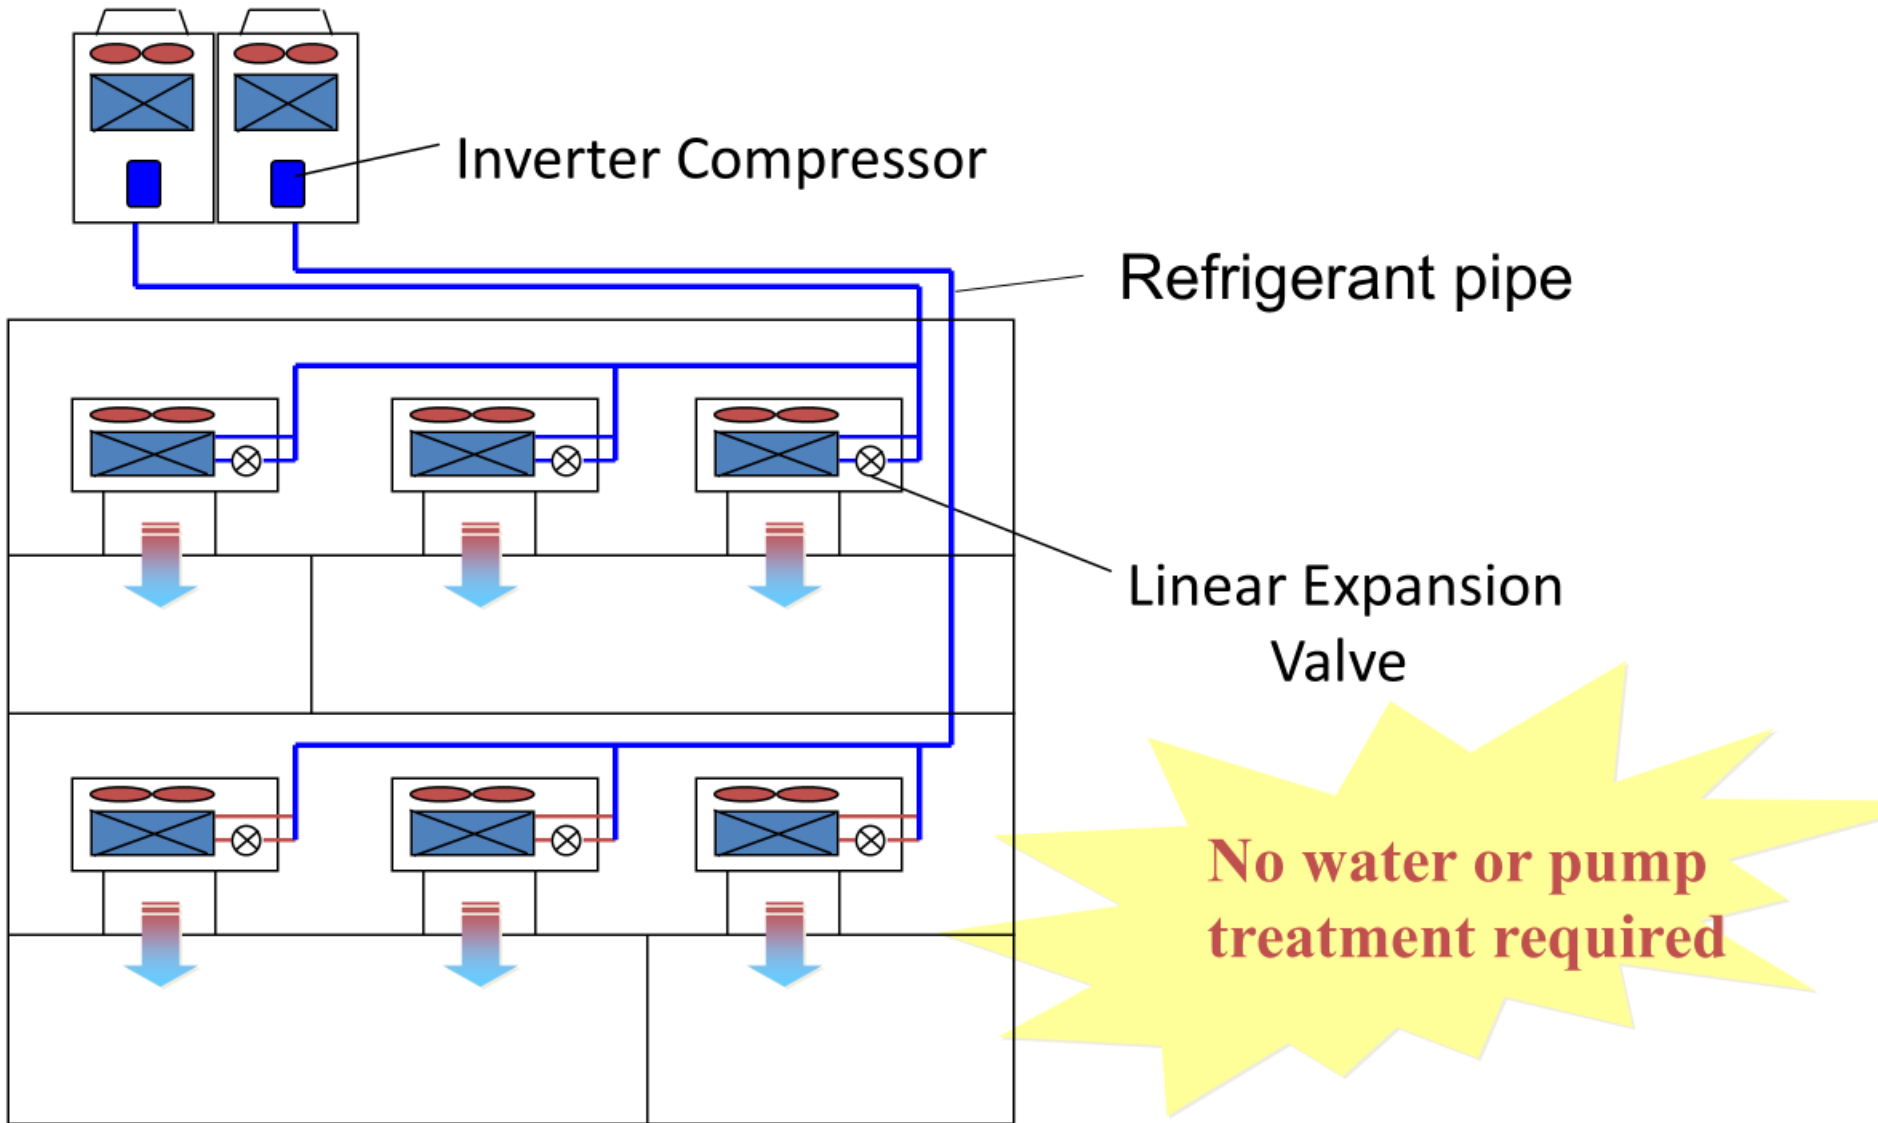 Inverter Compressor
Refrigerant pipe
Linear Expansion
Valve
No water or pump
treatment required